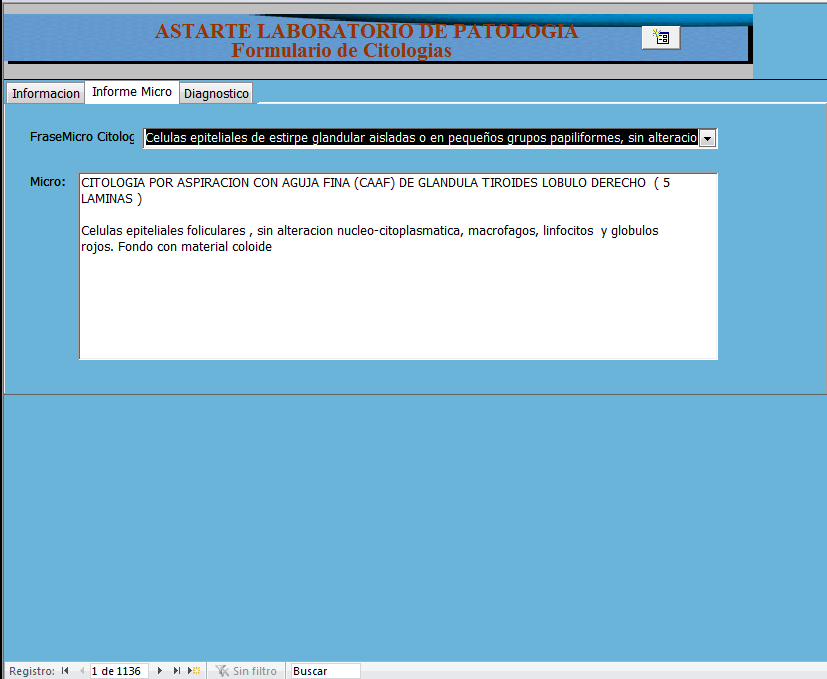 ASTARTE LABORATORIO DE PATOLOGIA
Formulario de Citologias
Informacion
Informe Micro
Diagnostico
FraseMicro Citolog
Celulas epiteliales de estirpe glandular aisladas o en pequeños grupos papiliformes, sin alteracio
Micro:
CITOLOGIA POR ASPIRACION CON AGUJA FINA (CAAF) DE GLANDULA TIROIDES LOBULO DERECHO ( 5
LAMINAS )
Celulas epiteliales foliculares , sin alteracion nucleo-citoplasmatica, macrofagos, linfocitos y globulos
rojos. Fondo con material coloide
Registro: 1 de 1136 Sin filtro Buscar